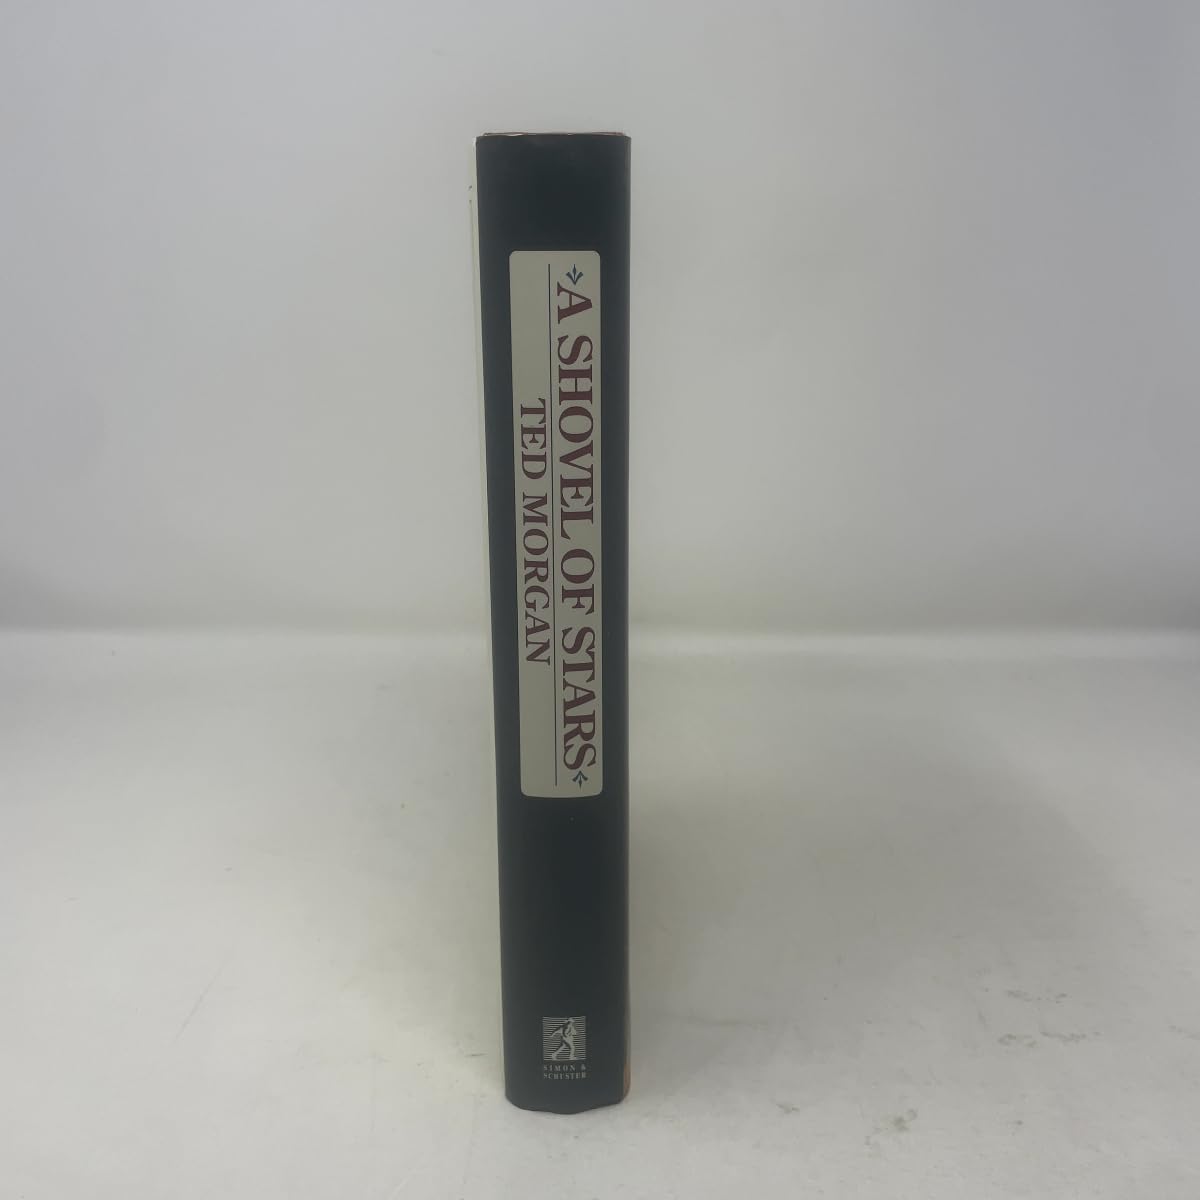 A SHOVEL OF STARS
TED MORGAN
SIMON &
SCHUSTER